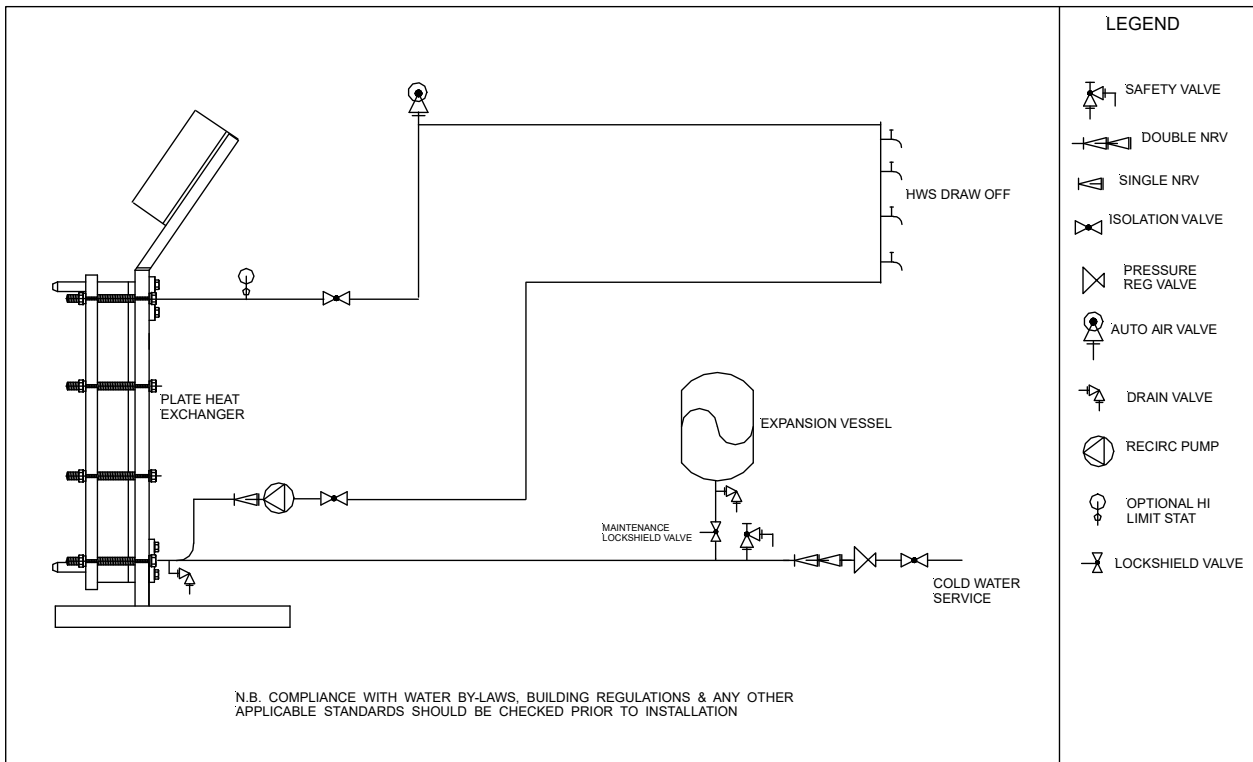 LEGEND
SAFETY VALVE
DOUBLE NRV
SINGLE NRV
ISOLATION VALVE
PRESSURE
REG VALVE
AUTO AIR VALVE
DRAIN VALVE
RECIRC PUMP
OPTIONAL HI
LIMIT STAT
LOCKSHIELD VALVE
HWS DRAW OFF
PLATE HEAT
EXCHANGER
EXPANSION VESSEL
MAINTENANCE
LOCKSHIELD VALVE
COLD WATER
SERVICE
N.B. COMPLIANCE WITH WATER BY-LAWS, BUILDING REGULATIONS & ANY OTHER
APPLICABLE STANDARDS SHOULD BE CHECKED PRIOR TO INSTALLATION